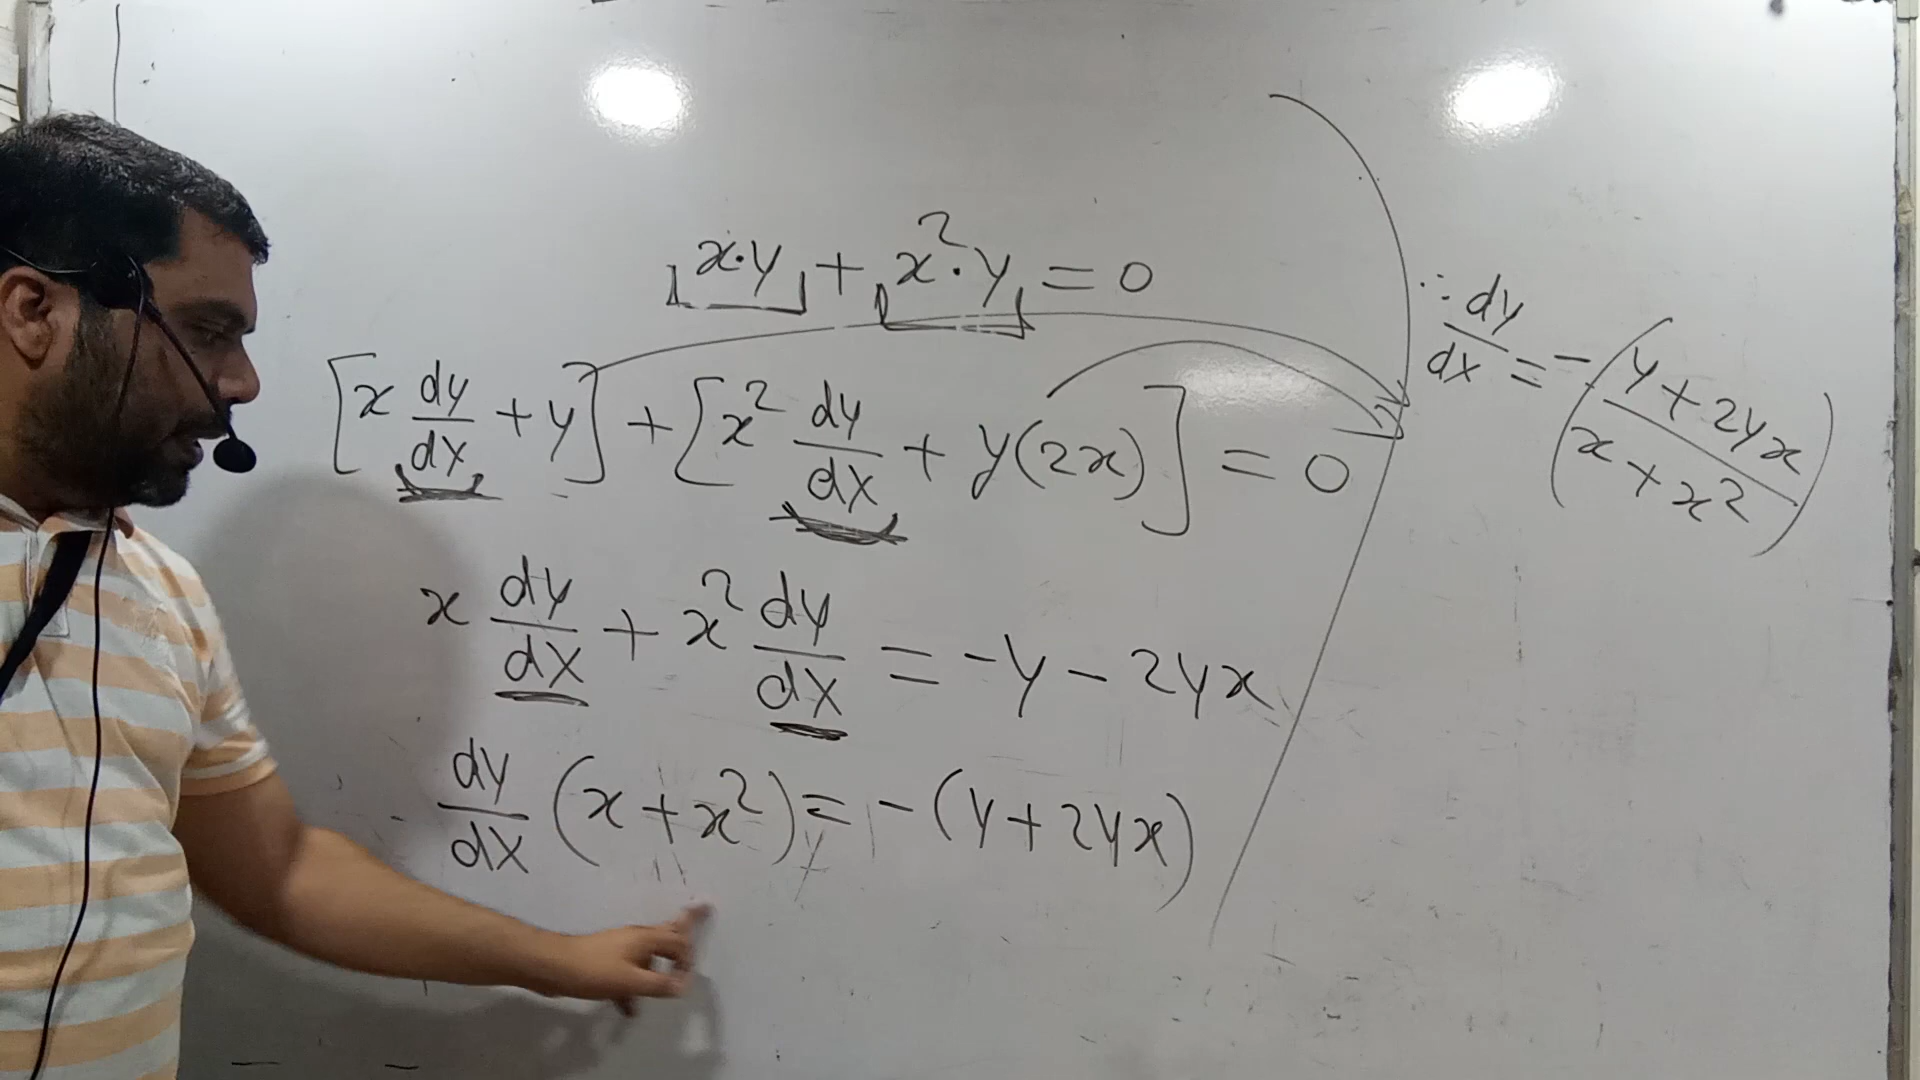 x·y + x²·y = 0
[x dy/dx + y] + [x² dy/dx + y(2x)] = 0
x dy/dx + x² dy/dx = -y - 2yx
dy/dx (x + x²) = -(y + 2yx)
∴ dy/dx = -(y + 2yx / x + x²)